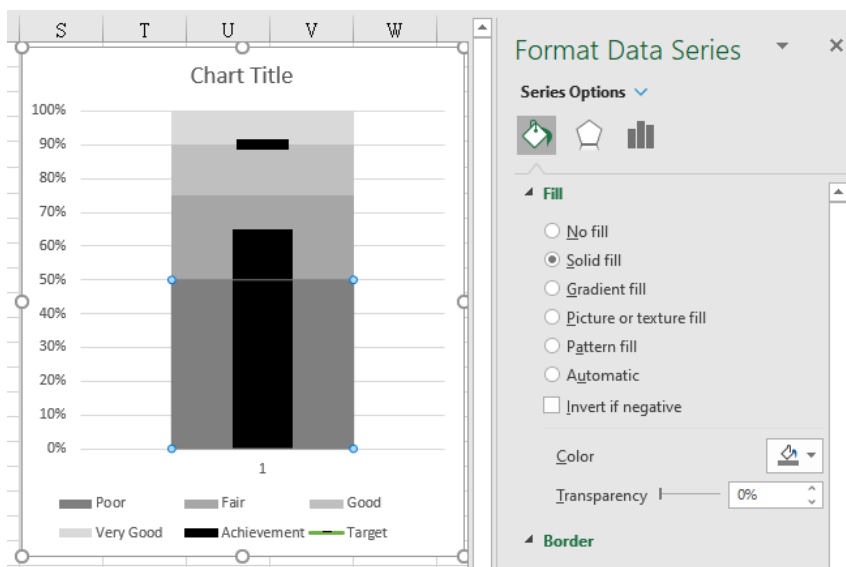 S T U V W
Chart Title
100%
90%
80%
70%
60%
50%
40%
30%
20%
10%
0%
1
Poor Fair Good
Very Good Achievement Target
Format Data Series
Series Options
Fill
No fill
Solid fill
Gradient fill
Picture or texture fill
Pattern fill
Automatic
Invert if negative
Color
Transparency 0%
Border